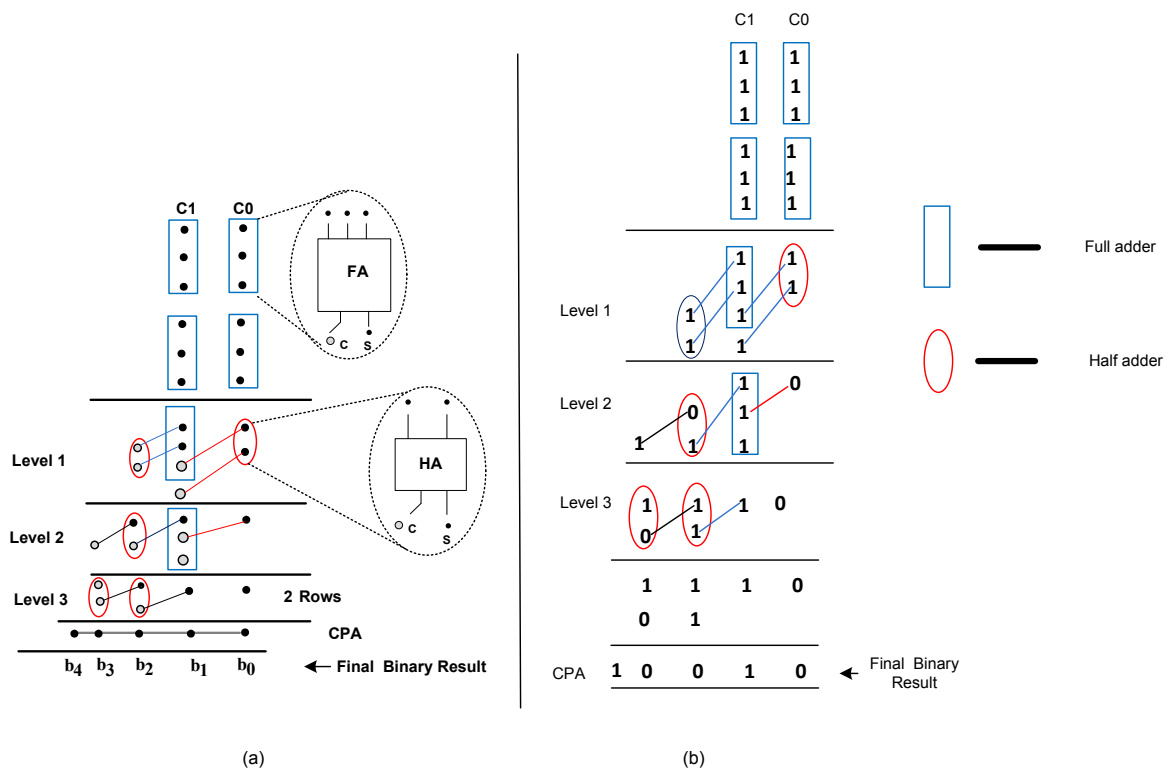 C1 C0
FA
C S
Level 1
HA
C S
Level 2
Level 3 2 Rows
CPA
b4 b3 b2 b1 b0 Final Binary Result
(a)
C1 C0
1 1
1 1
1 1
1 1
1 1
1 1
1 1
1 1
Level 1
1 1
1 1
1 0
Level 2
0 1
1 1 1
Level 3
1 1 1 0
0 1
1 1 1 0
0 1
CPA 1 0 0 1 0
Final Binary
Result
(b)
Full adder
Half adder